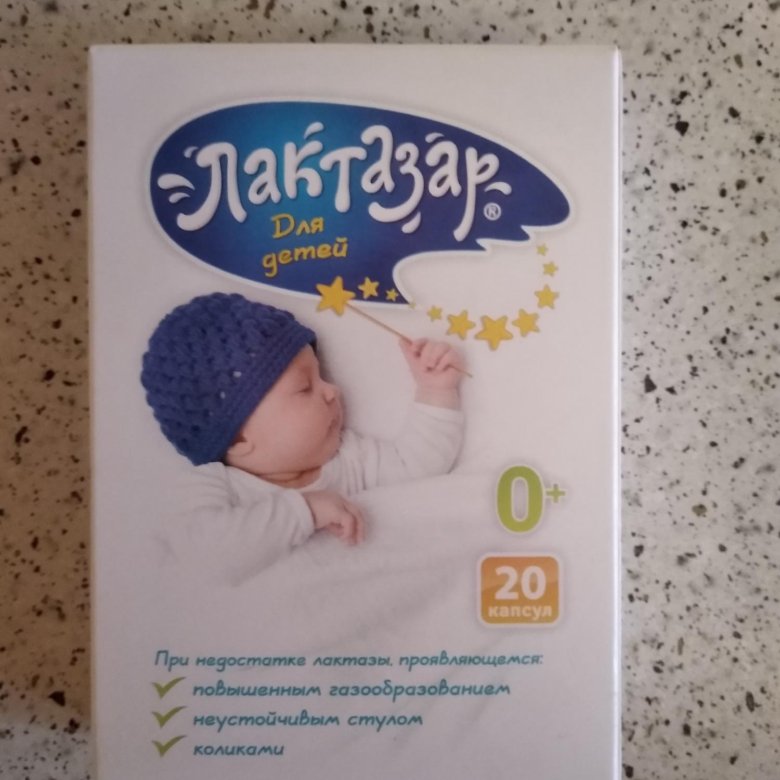 Лактазар®
Для
детей
0+
20
капсул
При недостатке лактазы, проявляющемся:
повышенным газообразованием
неустойчивым стулом
коликами